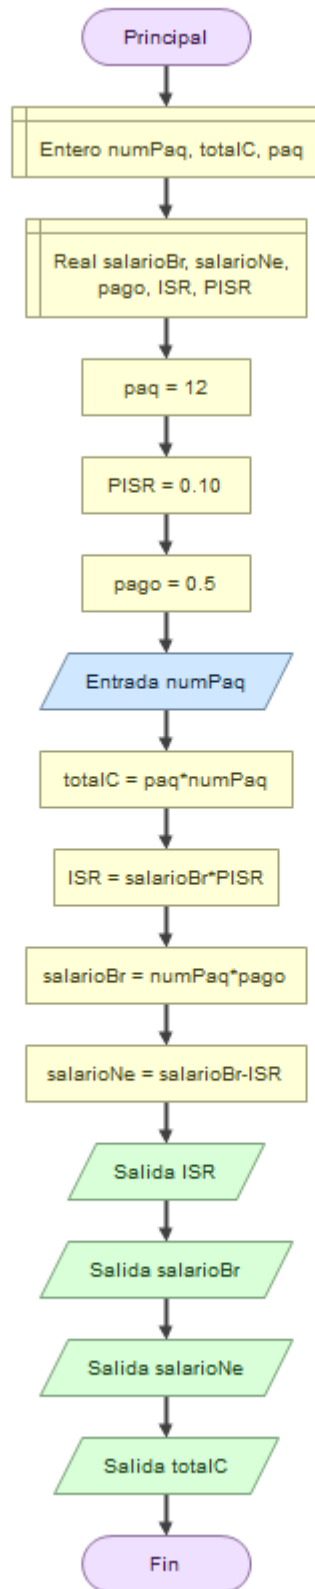 Principal
Entero numPaq, totalC, paq
Real salarioBr, salarioNe,
pago, ISR, PISR
paq = 12
PISR = 0.10
pago = 0.5
Entrada numPaq
totalC = paq*numPaq
ISR = salarioBr*PISR
salarioBr = numPaq*pago
salarioNe = salarioBr-ISR
Salida ISR
Salida salarioBr
Salida salarioNe
Salida totalC
Fin